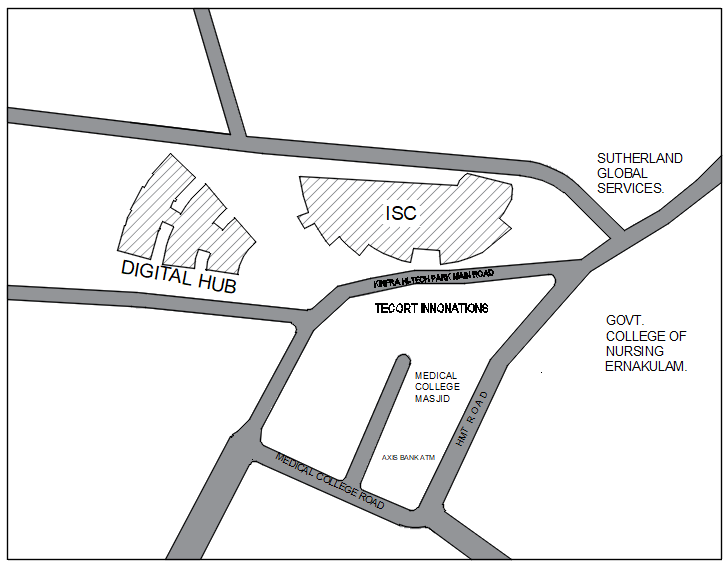 SUTHERLAND
GLOBAL
SERVICES.
ISC
DIGITAL HUB
KINFRA HI-TECH PARK MAIN ROAD
TECORT INNONATIONS
GOVT.
COLLEGE OF
NURSING
ERNAKULAM.
MEDICAL
COLLEGE
MASJID
HMT ROAD
AXIS BANK ATM
MEDICAL COLLEGE ROAD